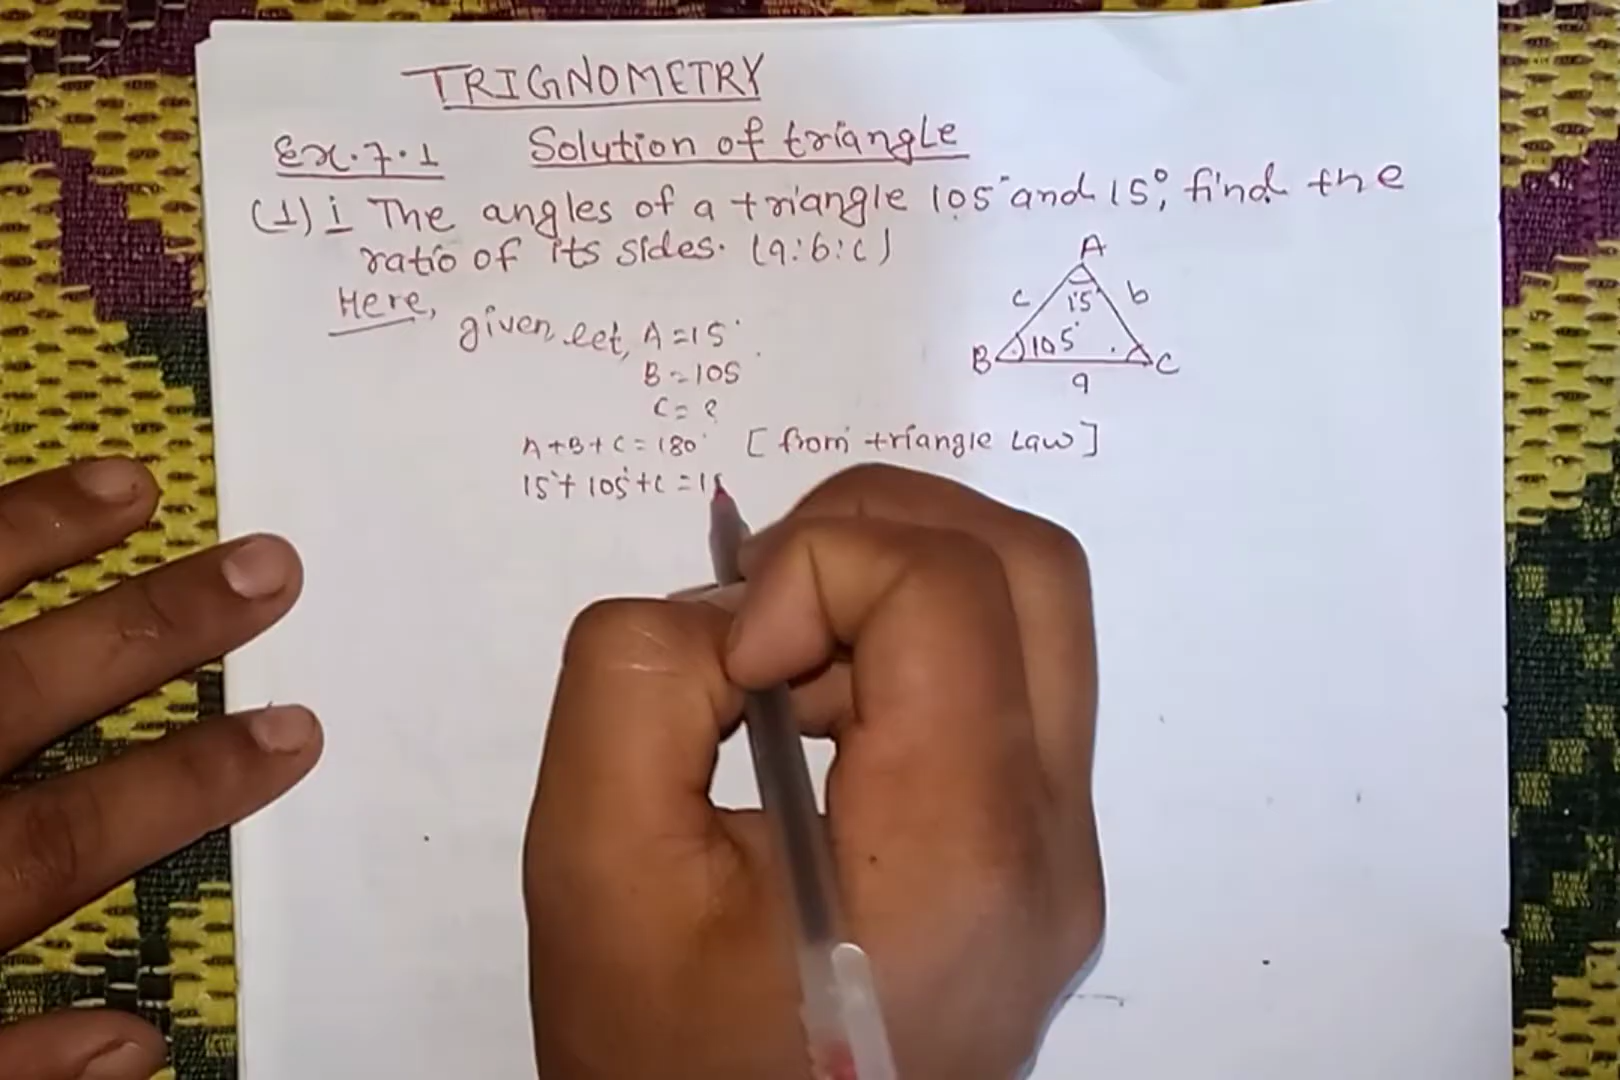 TRIGNOMETRY
Ex.7.1 Solution of triangle
(1) i The angles of a triangle 105° and 15°, find the
ratio of its sides. (a:b:c)
Here, given let, A = 15°
B = 105°
C = ?
A + B + C = 180° [from triangle Law]
15° + 105° + C = 18
A
c 15° b
B 105° C
a